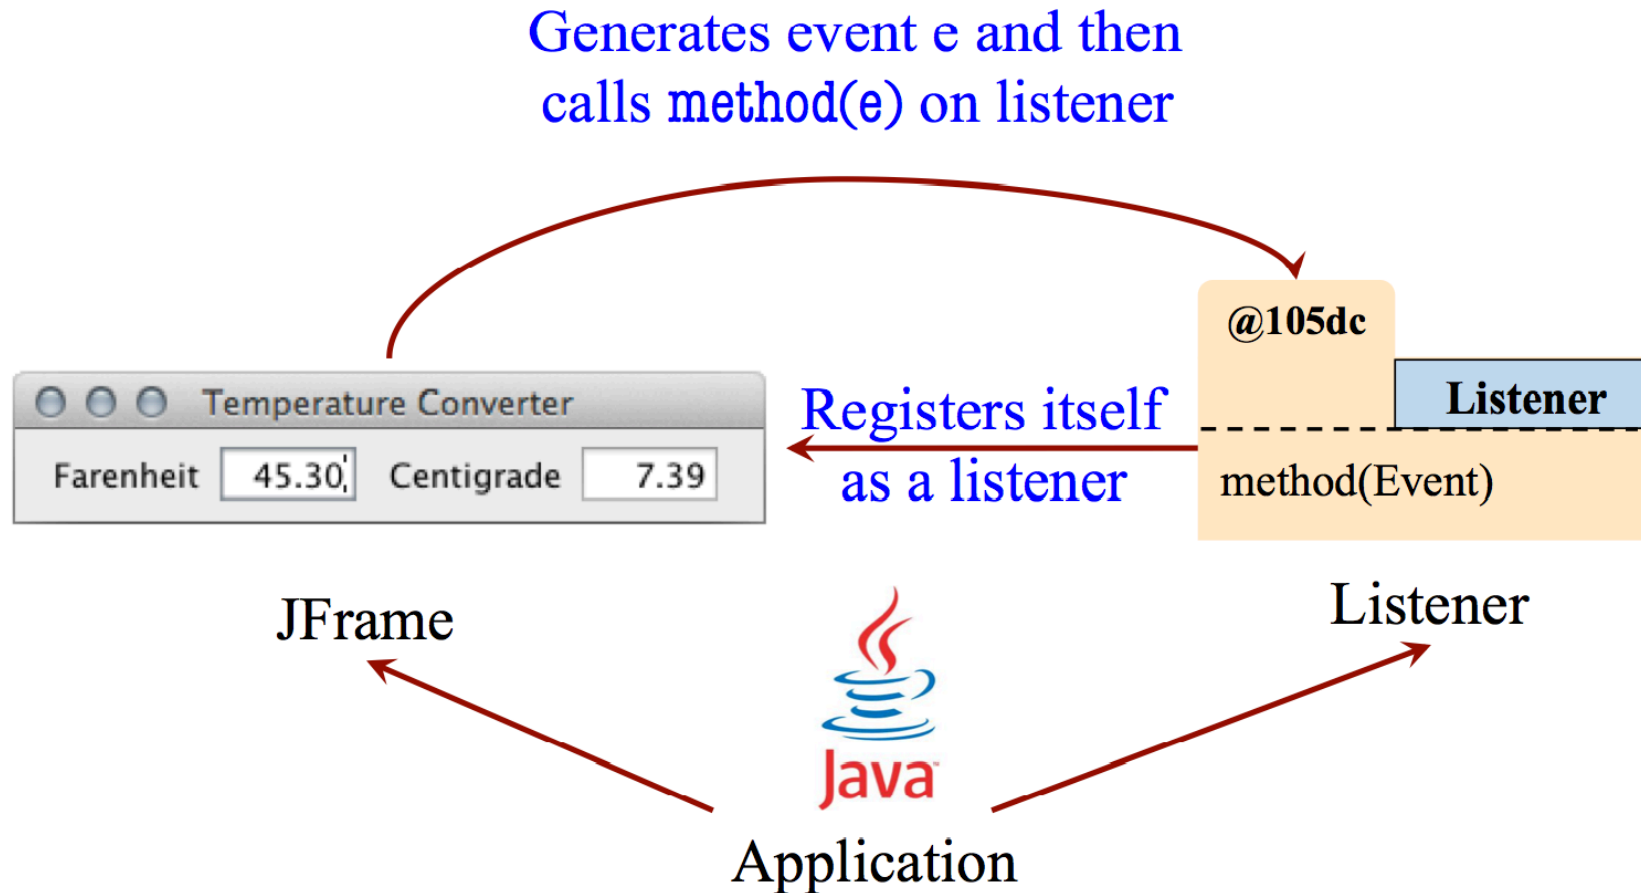 Generates event e and then
calls method(e) on listener
@105dc
Listener
Temperature Converter
Farenheit 45.30 Centigrade 7.39
Registers itself
as a listener
method(Event)
JFrame
Listener
Java
Application